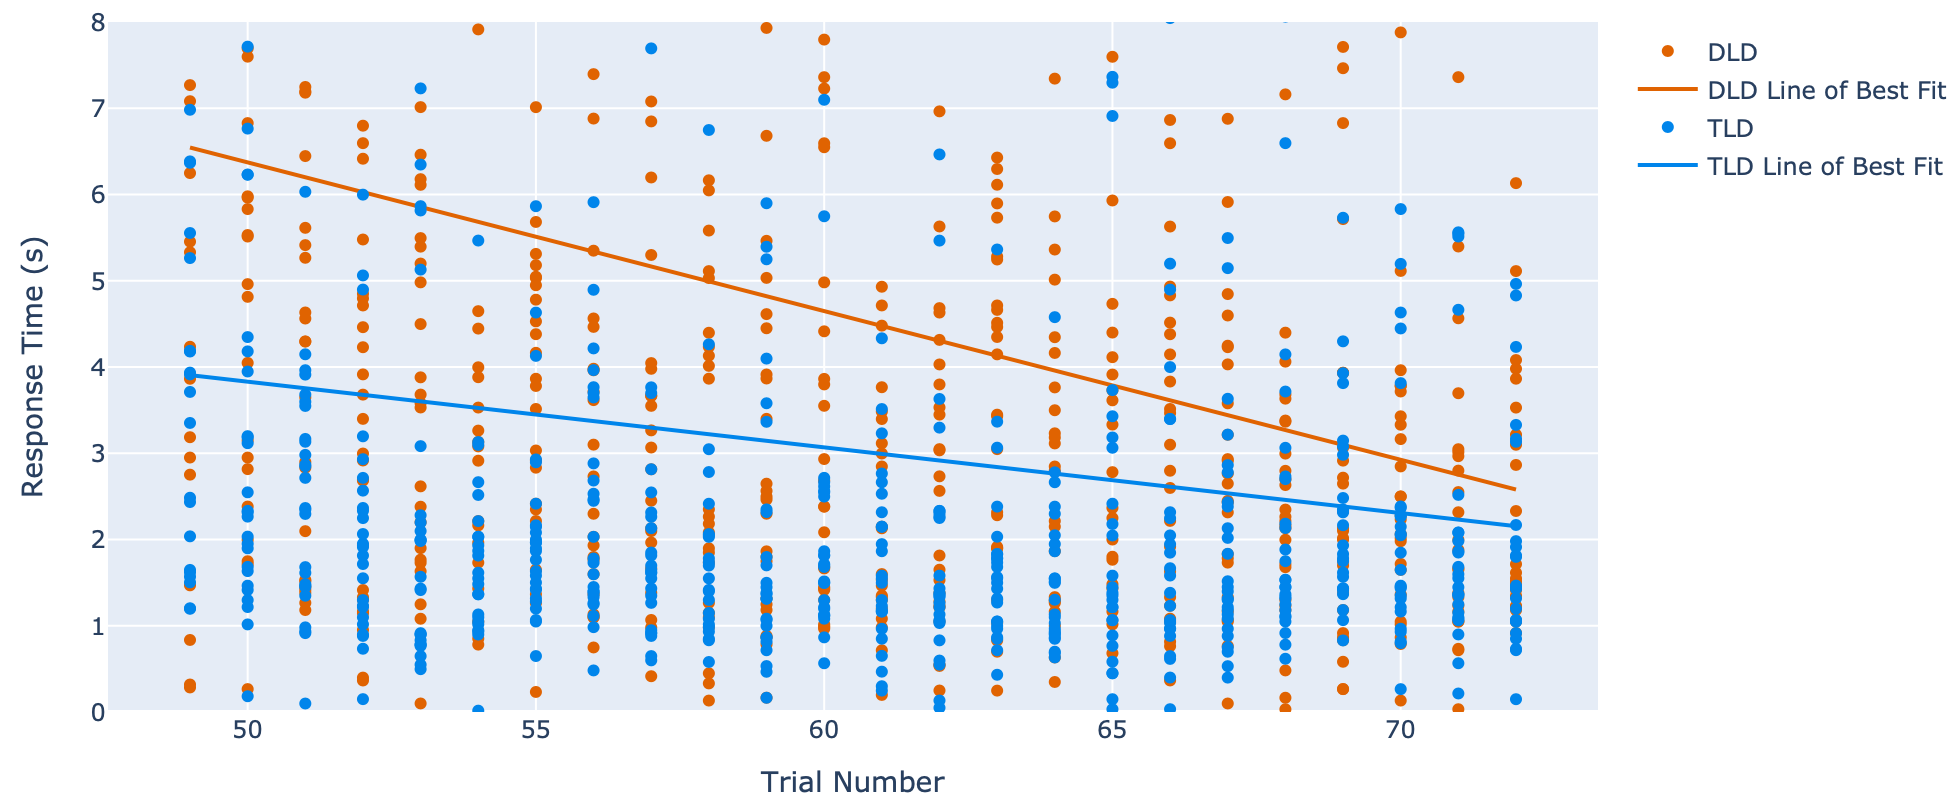 8
7
6
5
4
3
2
1
0
Response Time (s)
50 55 60 65 70
Trial Number
DLD
DLD Line of Best Fit
TLD
TLD Line of Best Fit